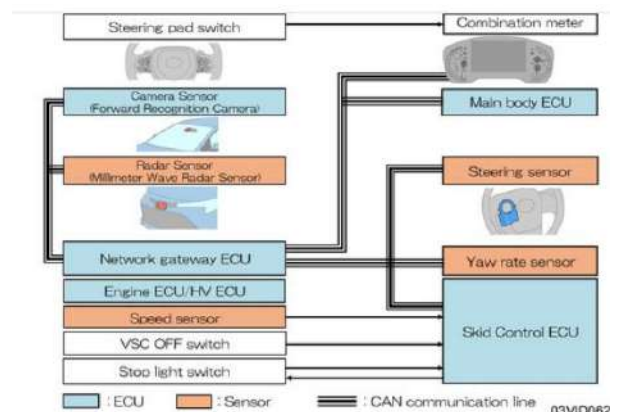 Steering pad switch
Combination meter
Camera Sensor
(Forward Recognition Camera)
Main body ECU
Radar Sensor
(Millimeter Wave Radar Sensor)
Steering sensor
Network gateway ECU
Yaw rate sensor
Engine ECU/HV ECU
Speed sensor
Skid Control ECU
VSC OFF switch
Stop light switch
: ECU
: Sensor
: CAN communication line
03VID062